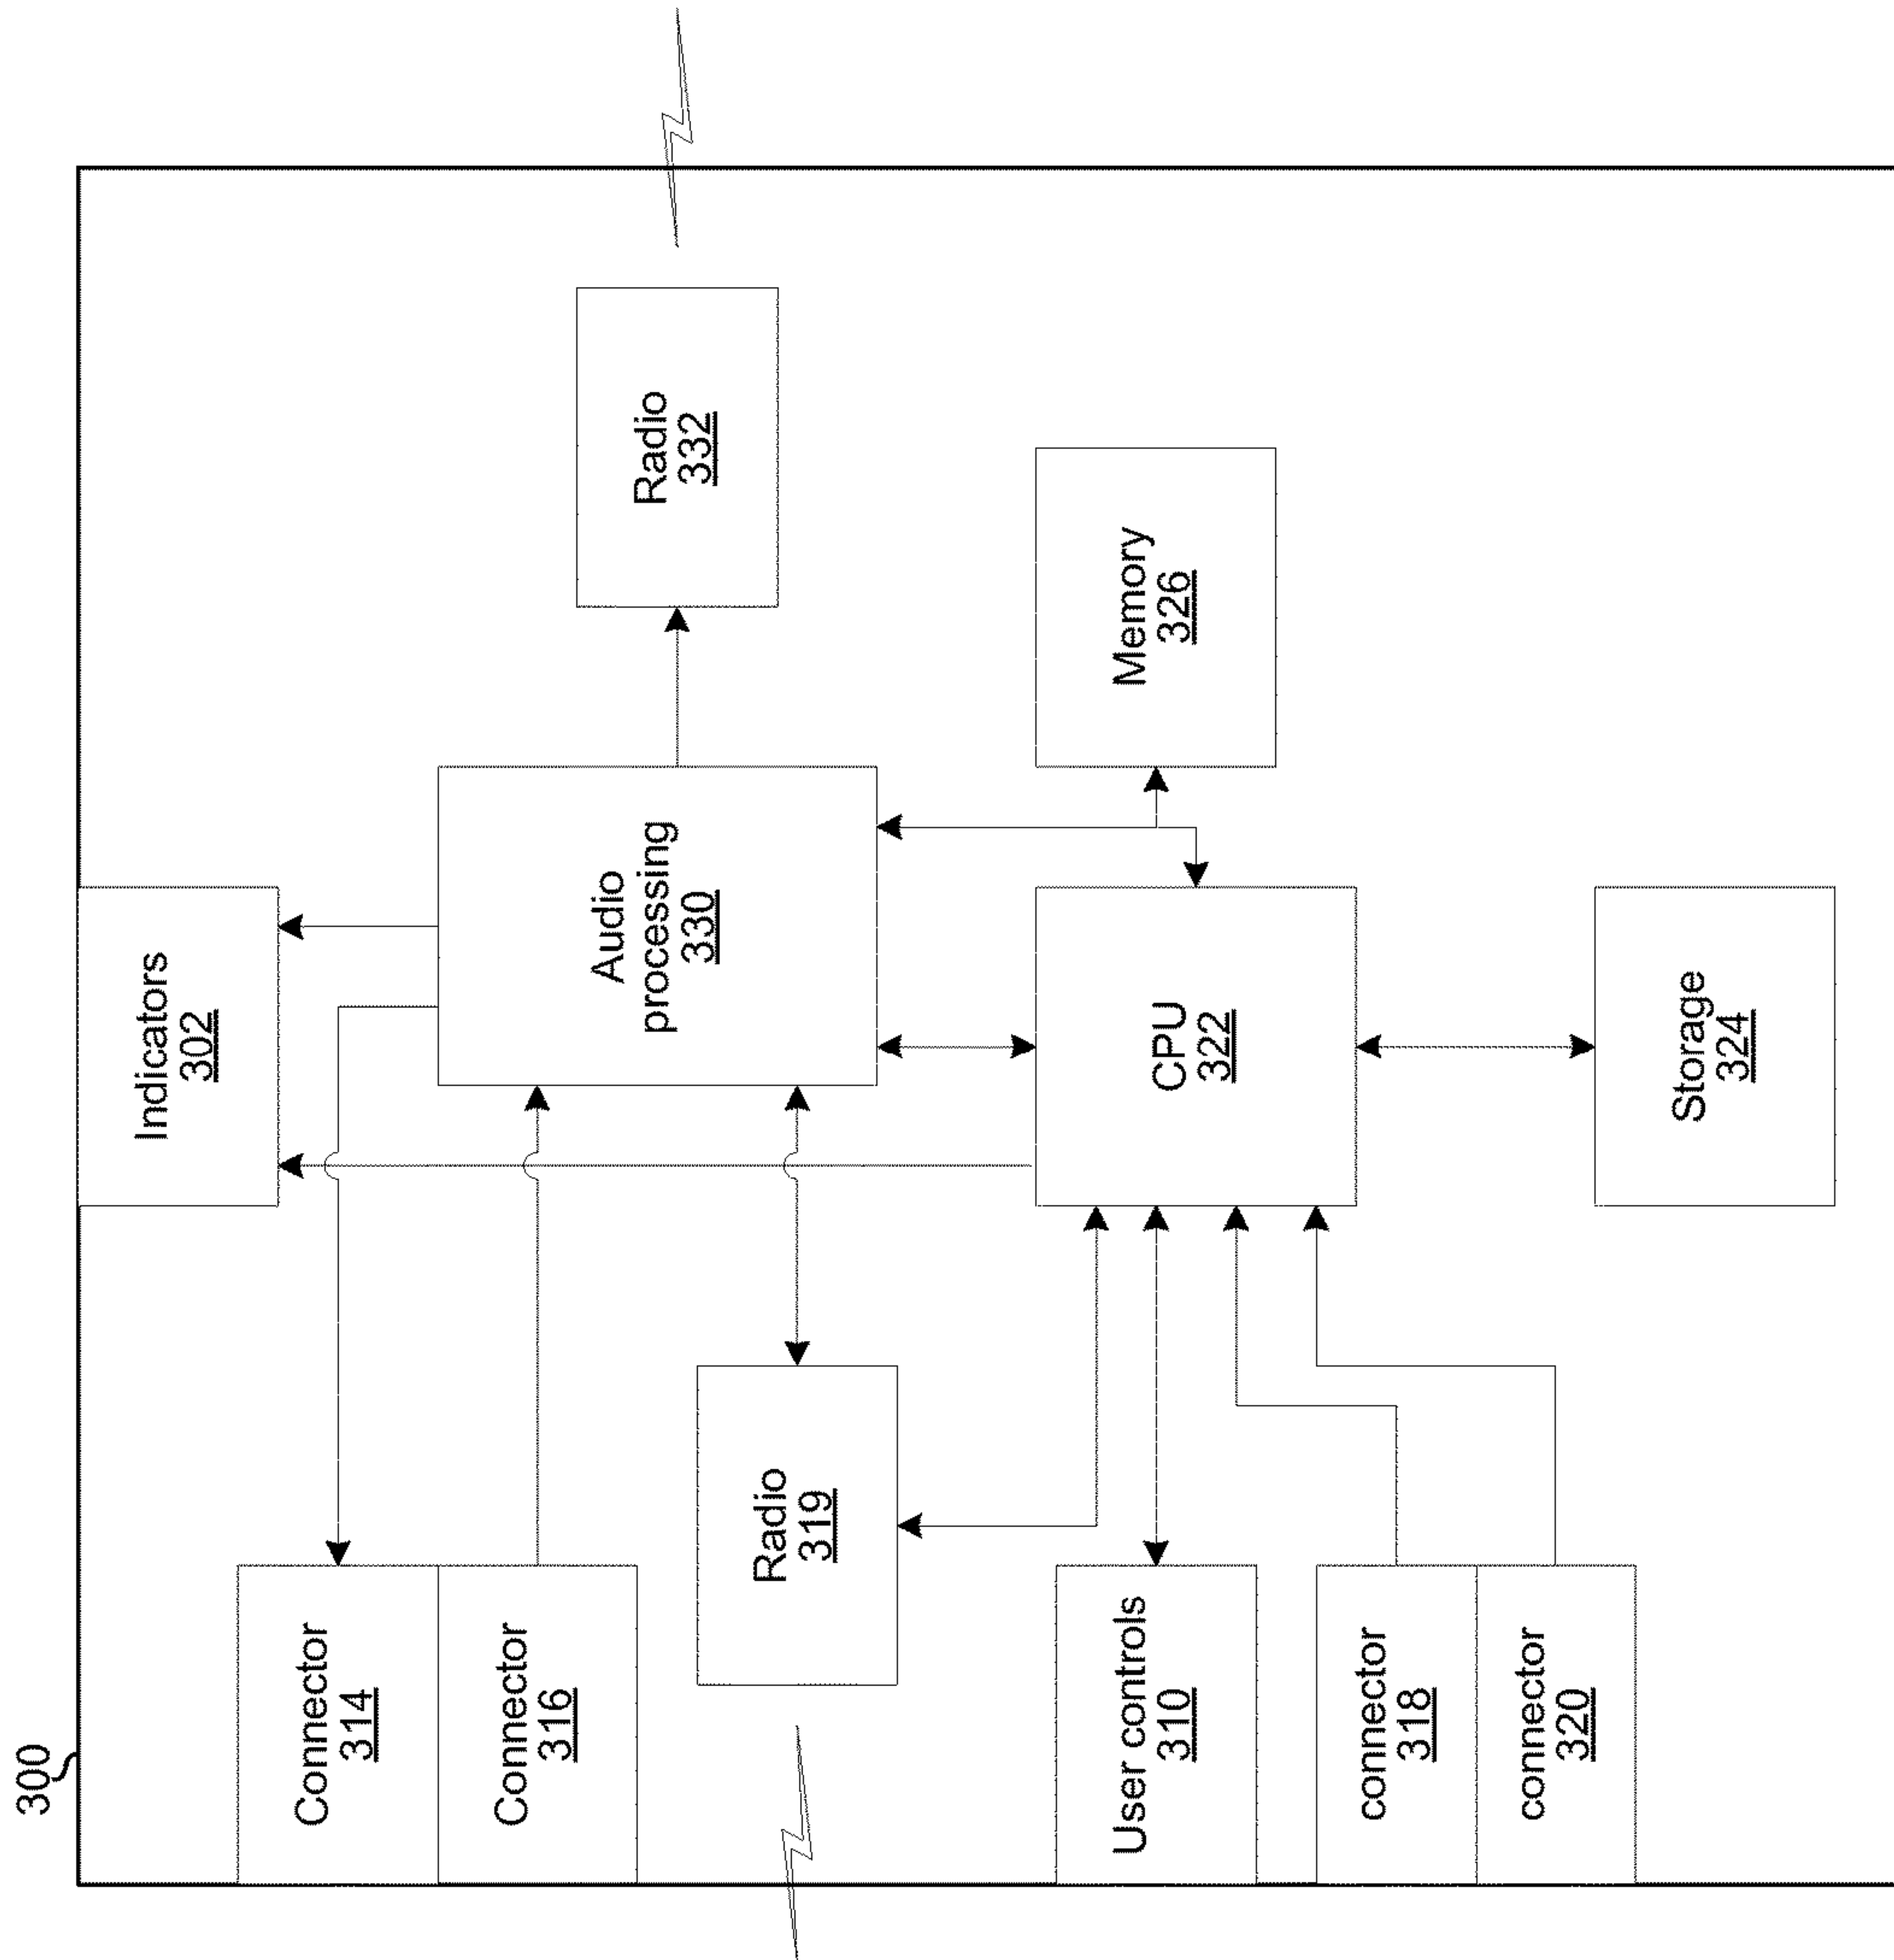 300
Indicators
302
Connector
314
Connector
316
Audio
processing
330
Radio
332
Radio
319
User controls
310
CPU
322
Memory
326
connector
318
connector
320
Storage
324